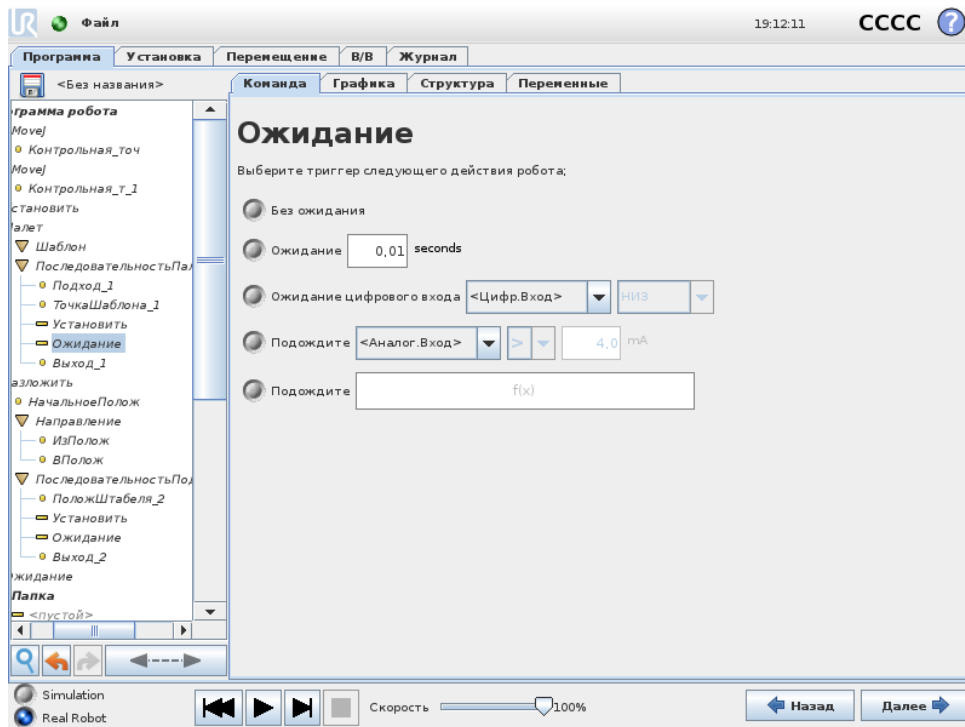 UR Файл 19:12:11 CCCC ?
Программа Установка Перемещение В/В Журнал
<Без названия>
Команда Графика Структура Переменные
грамма робота
MoveJ
Контрольная_точ
MoveJ
Контрольная_т_1
становить
алет
Шаблон
ПоследовательностьПал
Подход_1
ТочкаШаблона_1
Установить
Ожидание
Выход_1
азложить
НачальноеПолож
Направление
ИзПолож
ВПолож
ПоследовательностьПод
ПоложШтабеля_2
Установить
Ожидание
Выход_2
жидание
Папка
<пустой>
Ожидание
Выберите триггер следующего действия робота;
Без ожидания
Ожидание 0,01 seconds
Ожидание цифрового входа <Цифр.Вход> НИЗ
Подождите <Аналог.Вход> > 4,0 mA
Подождите f(x)
Simulation
Real Robot
Скорость 100%
Назад Далее